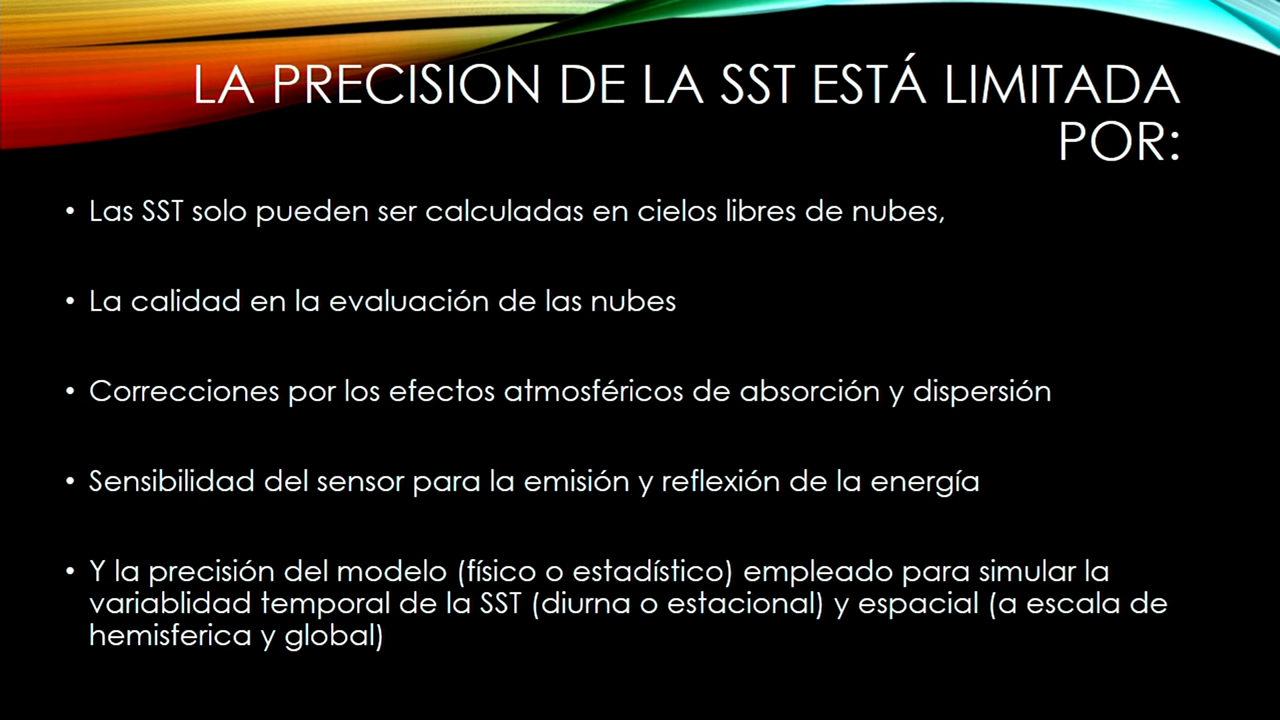 LA PRECISION DE LA SST ESTÁ LIMITADA
POR:
• Las SST solo pueden ser calculadas en cielos libres de nubes,
• La calidad en la evaluación de las nubes
• Correcciones por los efectos atmosféricos de absorción y dispersión
• Sensibilidad del sensor para la emisión y reflexión de la energía
• Y la precisión del modelo (físico o estadístico) empleado para simular la
variablidad temporal de la SST (diurna o estacional) y espacial (a escala de
hemisferica y global)